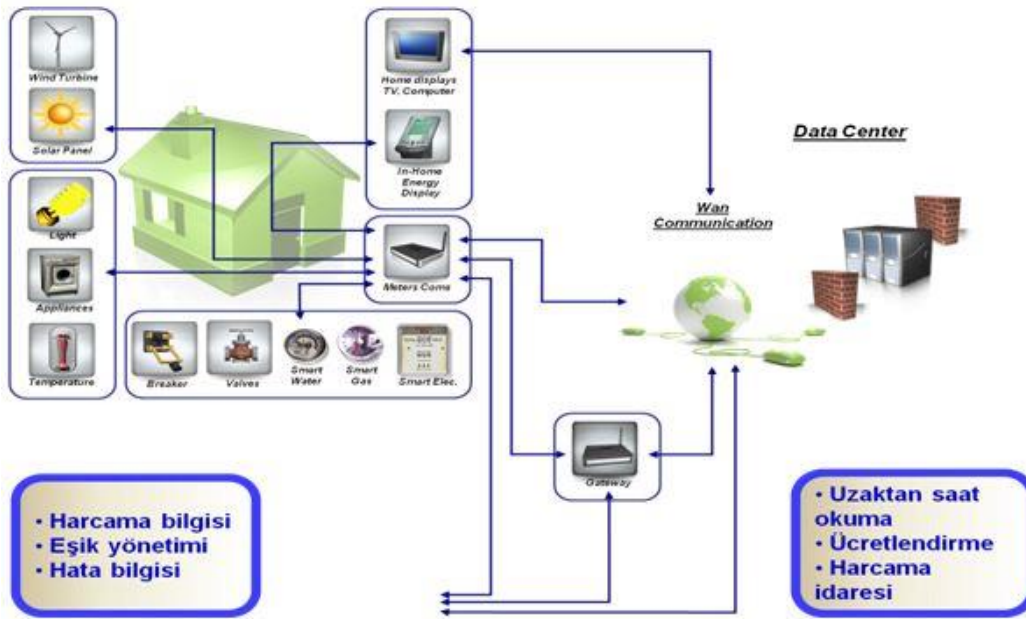 Wind Turbine
Solar Panel
Light
Appliances
Temperature
Home displays
TV. Computer
In-Home
Energy
Display
Meters Coms
Breaker
Valves
Smart
Water
Smart
Gas
Smart Elec.
Data Center
Wan
Communication
Gateway
• Harcama bilgisi
• Eşik yönetimi
• Hata bilgisi
• Uzaktan saat
okuma
• Ücretlendirme
• Harcama
idaresi